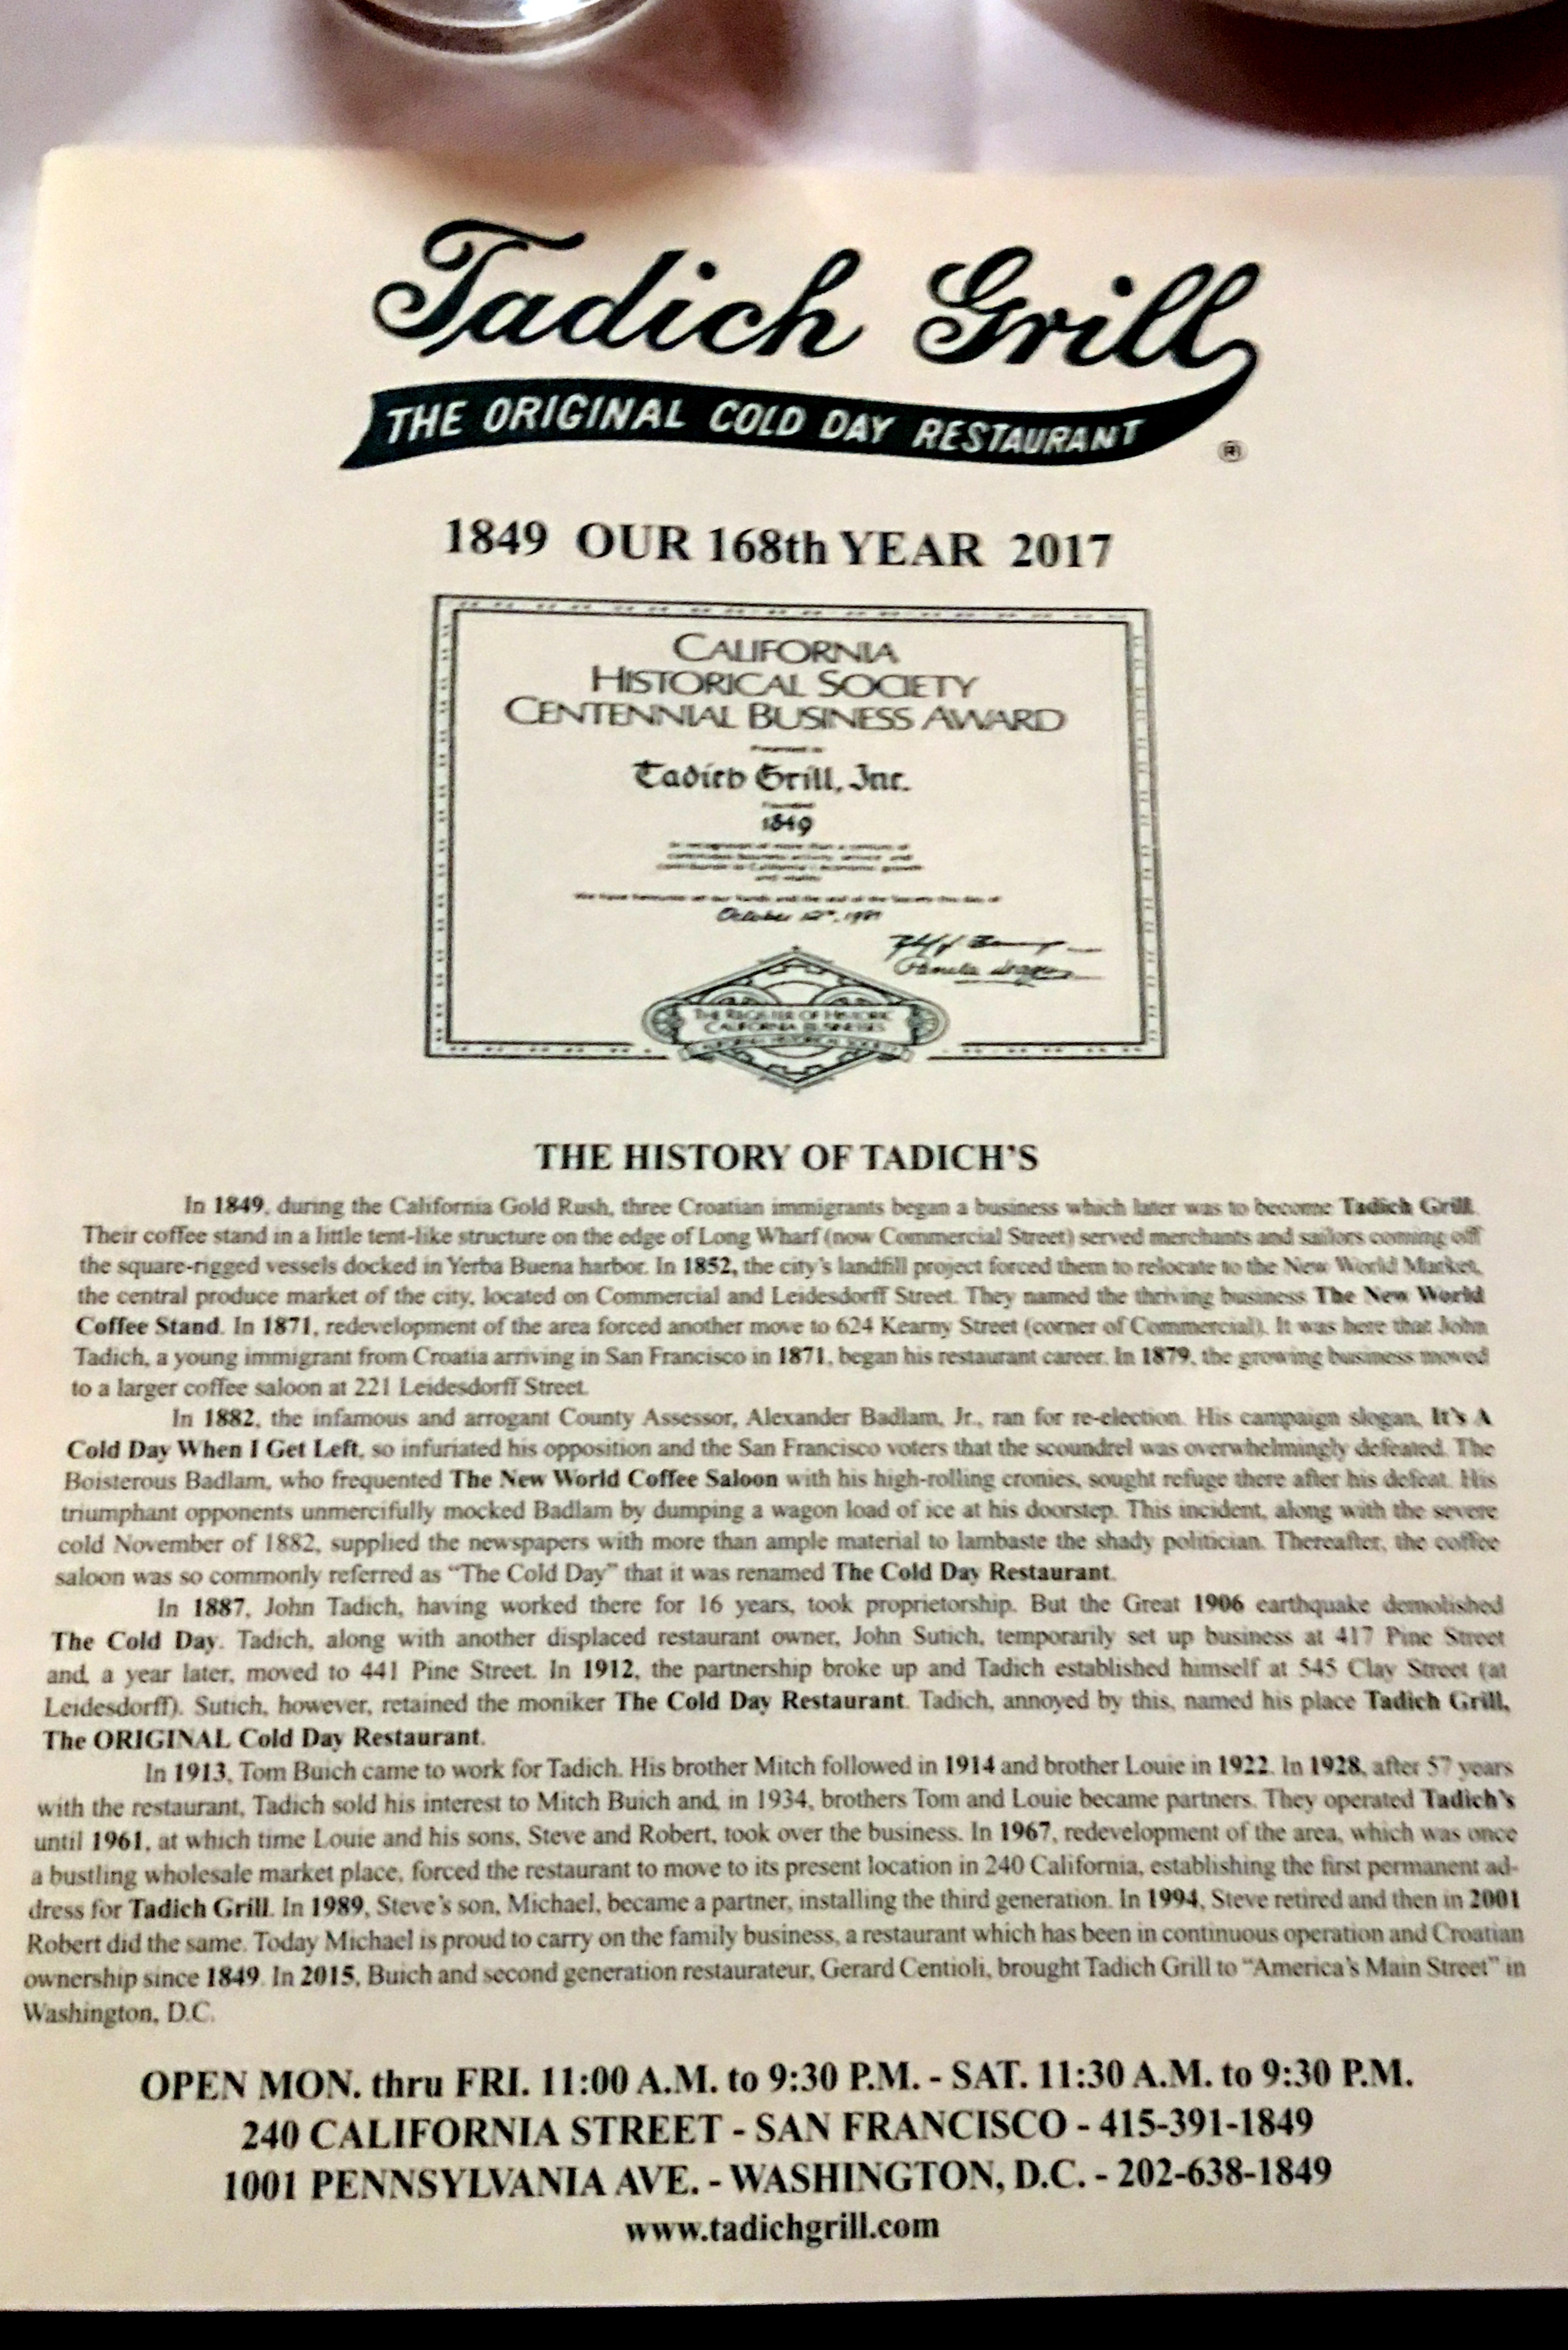 Tadich Grill
THE ORIGINAL COLD DAY RESTAURANT
®
1849 OUR 168th YEAR 2017
CALIFORNIA
HISTORICAL SOCIETY
CENTENNIAL BUSINESS AWARD
Tadich Grill, Inc.
1849
THE REGISTER OF HISTORIC
CALIFORNIA BUSINESSES
THE HISTORY OF TADICH'S
In 1849, during the California Gold Rush, three Croatian immigrants began a business which later was to become Tadich Grill.
Their coffee stand in a little tent-like structure on the edge of Long Wharf (now Commercial Street) served merchants and sailors coming off
the square-rigged vessels docked in Yerba Buena harbor. In 1852, the city's landfill project forced them to relocate to the New World Market,
the central produce market of the city, located on Commercial and Leidesdorff Street. They named the thriving business The New World
Coffee Stand. In 1871, redevelopment of the area forced another move to 624 Kearny Street (corner of Commercial). It was here that John
Tadich, a young immigrant from Croatia arriving in San Francisco in 1871, began his restaurant career. In 1879, the growing business moved
to a larger coffee saloon at 221 Leidesdorff Street.
In 1882, the infamous and arrogant County Assessor, Alexander Badlam, Jr., ran for re-election. His campaign slogan, It's A
Cold Day When I Get Left, so infuriated his opposition and the San Francisco voters that the scoundrel was overwhelmingly defeated. The
Boisterous Badlam, who frequented The New World Coffee Saloon with his high-rolling cronies, sought refuge there after his defeat. His
triumphant opponents unmercifully mocked Badlam by dumping a wagon load of ice at his doorstep. This incident, along with the severe
cold November of 1882, supplied the newspapers with more than ample material to lambaste the shady politician. Thereafter, the coffee
saloon was so commonly referred as "The Cold Day" that it was renamed The Cold Day Restaurant.
In 1887, John Tadich, having worked there for 16 years, took proprietorship. But the Great 1906 earthquake demolished
The Cold Day. Tadich, along with another displaced restaurant owner, John Sutich, temporarily set up business at 417 Pine Street
and, a year later, moved to 441 Pine Street. In 1912, the partnership broke up and Tadich established himself at 545 Clay Street (at
Leidesdorff). Sutich, however, retained the moniker The Cold Day Restaurant. Tadich, annoyed by this, named his place Tadich Grill,
The ORIGINAL Cold Day Restaurant.
In 1913, Tom Buich came to work for Tadich. His brother Mitch followed in 1914 and brother Louie in 1922. In 1928, after 57 years
with the restaurant, Tadich sold his interest to Mitch Buich and, in 1934, brothers Tom and Louie became partners. They operated Tadich's
until 1961, at which time Louie and his sons, Steve and Robert, took over the business. In 1967, redevelopment of the area, which was once
a bustling wholesale market place, forced the restaurant to move to its present location in 240 California, establishing the first permanent ad-
dress for Tadich Grill. In 1989, Steve's son, Michael, became a partner, installing the third generation. In 1994, Steve retired and then in 2001
Robert did the same. Today Michael is proud to carry on the family business, a restaurant which has been in continuous operation and Croatian
ownership since 1849. In 2015, Buich and second generation restaurateur, Gerard Centioli, brought Tadich Grill to "America's Main Street" in
Washington, D.C.
OPEN MON. thru FRI. 11:00 A.M. to 9:30 P.M. - SAT. 11:30 A.M. to 9:30 P.M.
240 CALIFORNIA STREET - SAN FRANCISCO - 415-391-1849
1001 PENNSYLVANIA AVE. - WASHINGTON, D.C. - 202-638-1849
www.tadichgrill.com